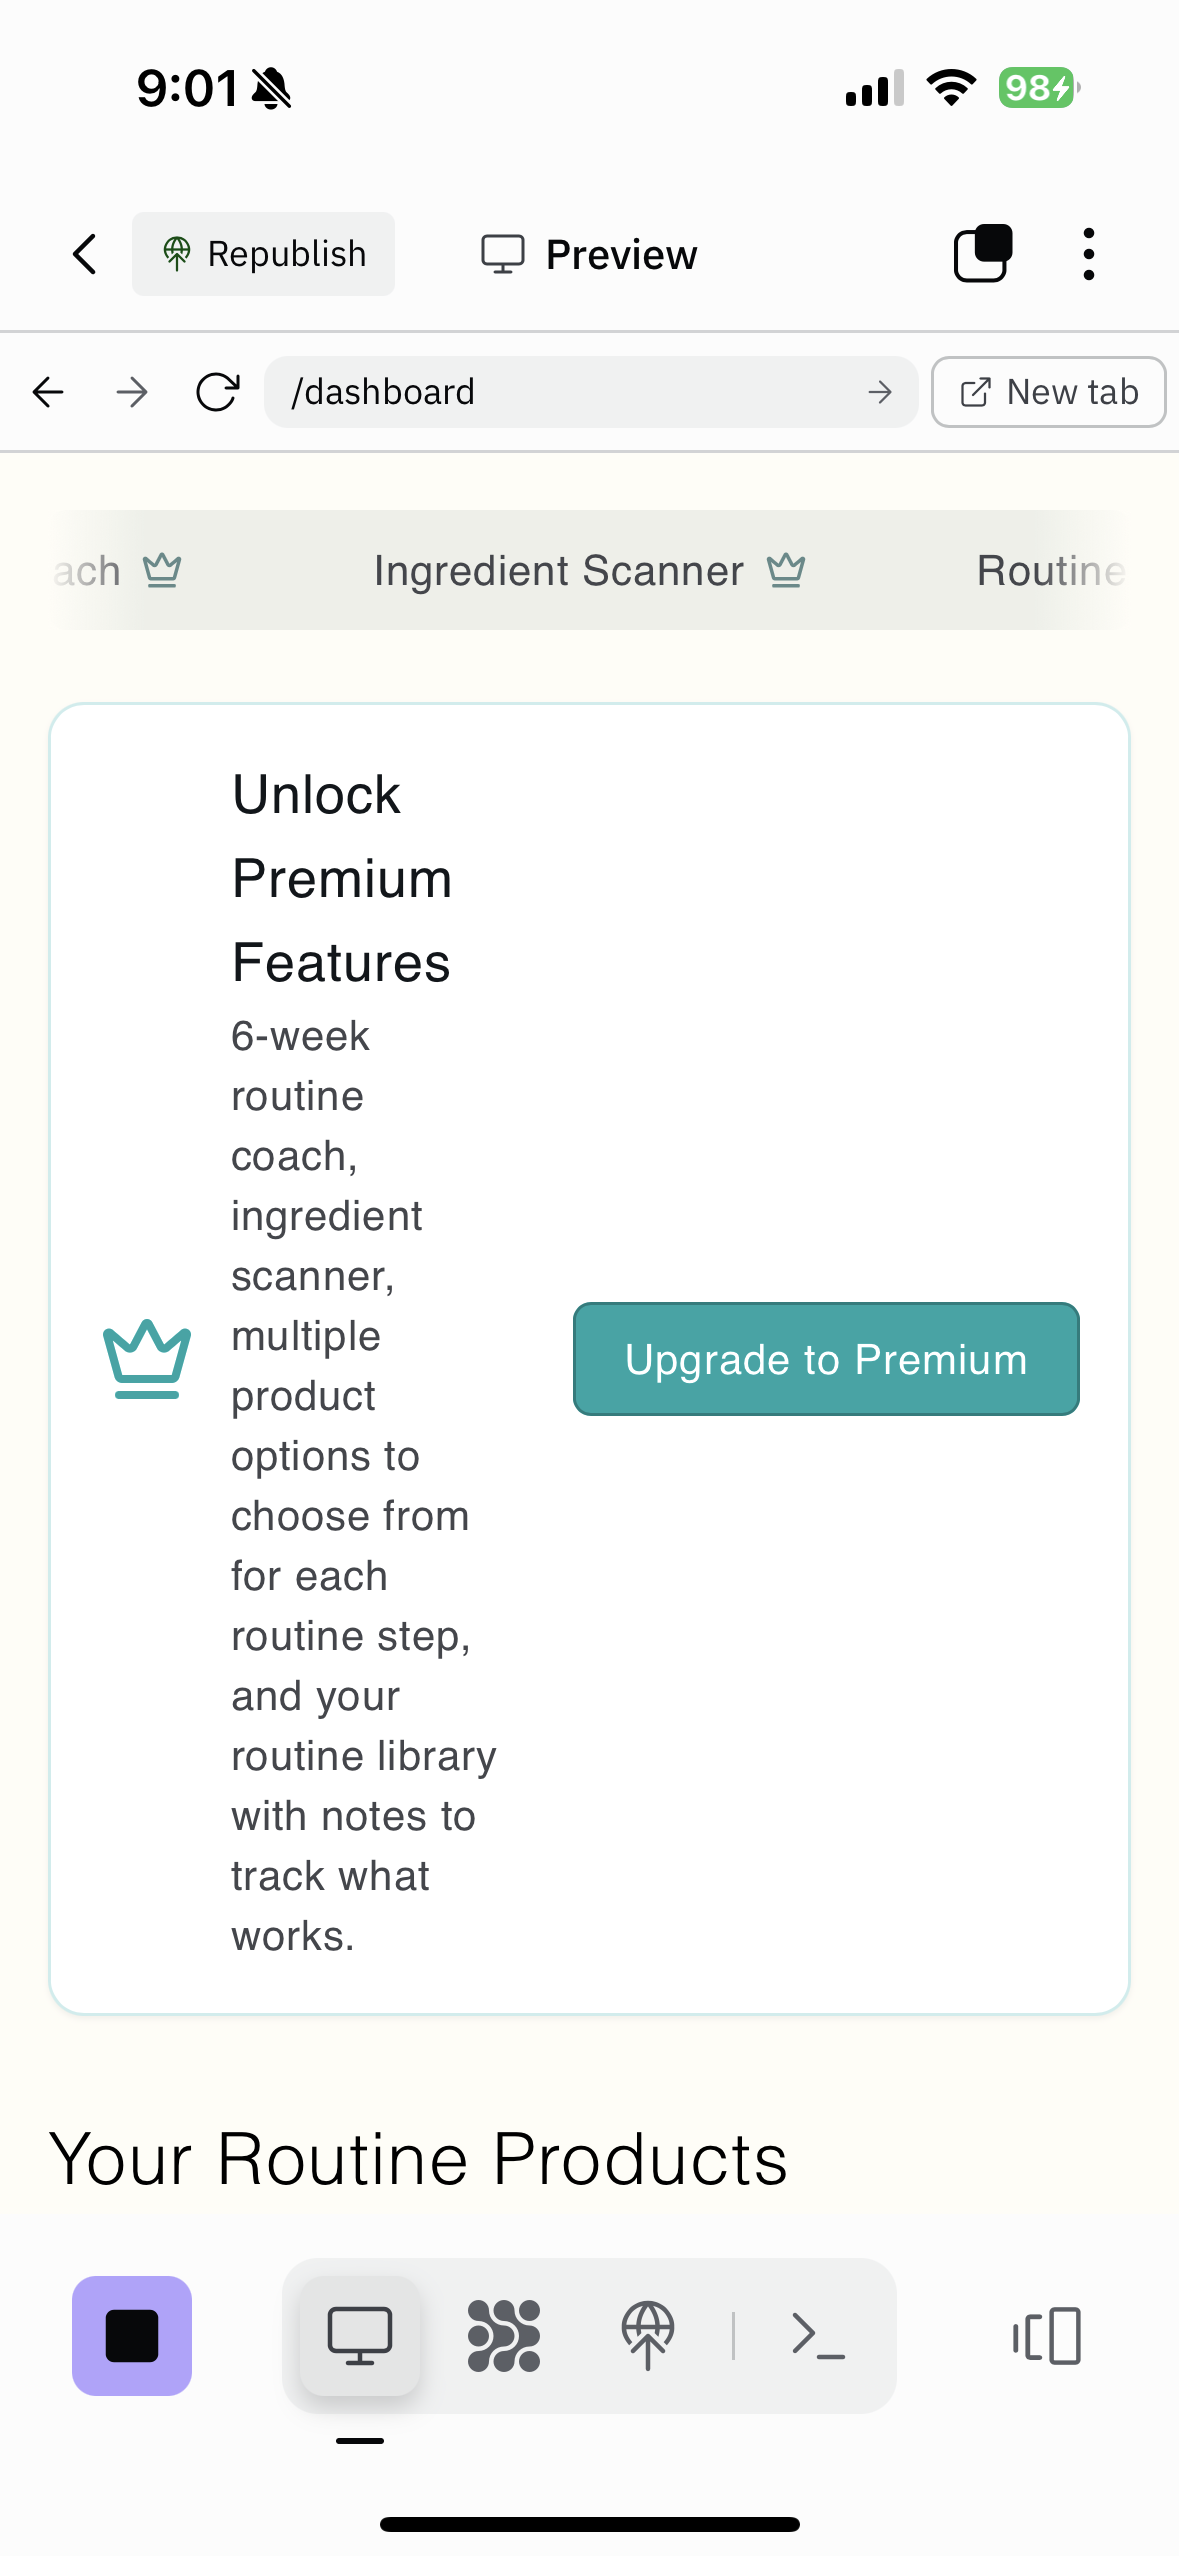 9:01
98
Republish
Preview
/dashboard
New tab
ach
Ingredient Scanner
Routine
Unlock
Premium
Features
6-week
routine
coach,
ingredient
scanner,
multiple
product
options to
choose from
for each
routine step,
and your
routine library
with notes to
track what
works.
Upgrade to Premium
Your Routine Products